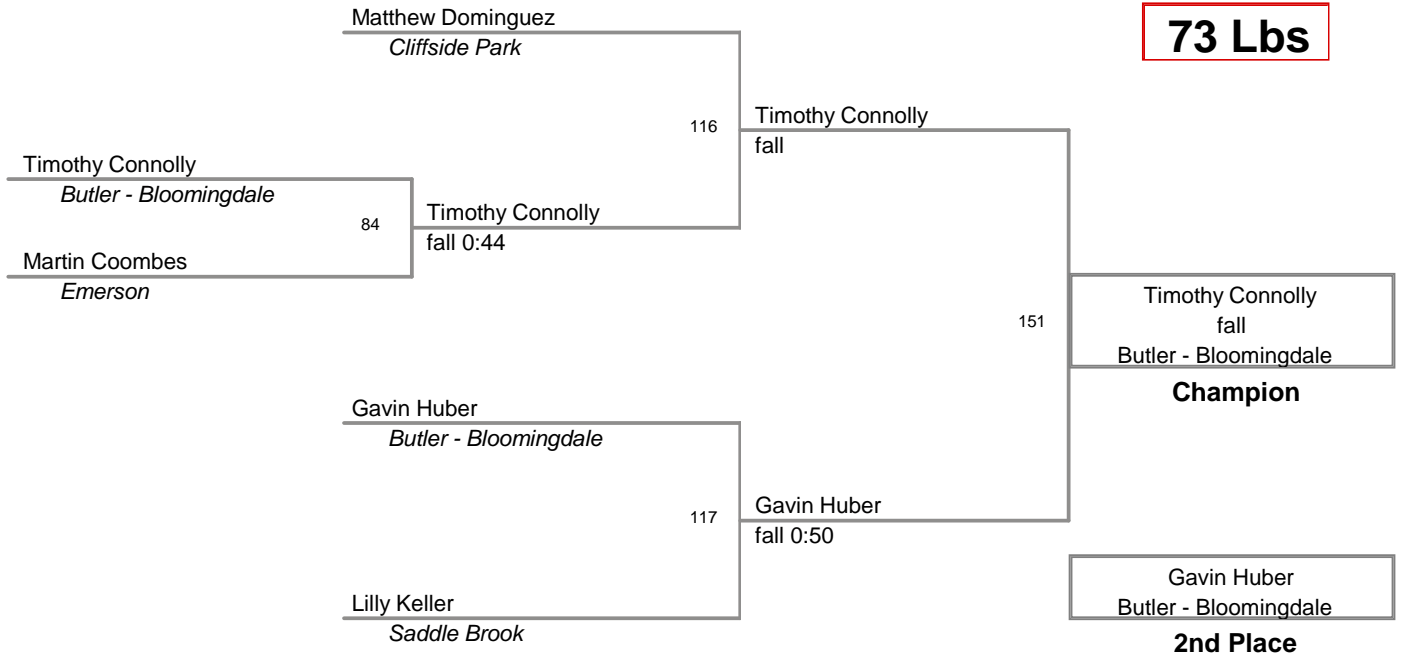 Matthew Dominguez
Cliffside Park
73 Lbs
116
Timothy Connolly
fall
Timothy Connolly
Butler - Bloomingdale
84
Timothy Connolly
fall 0:44
Martin Coombes
Emerson
151
Timothy Connolly
fall
Butler - Bloomingdale
Champion
Gavin Huber
Butler - Bloomingdale
117
Gavin Huber
fall 0:50
Lilly Keller
Saddle Brook
Gavin Huber
Butler - Bloomingdale
2nd Place